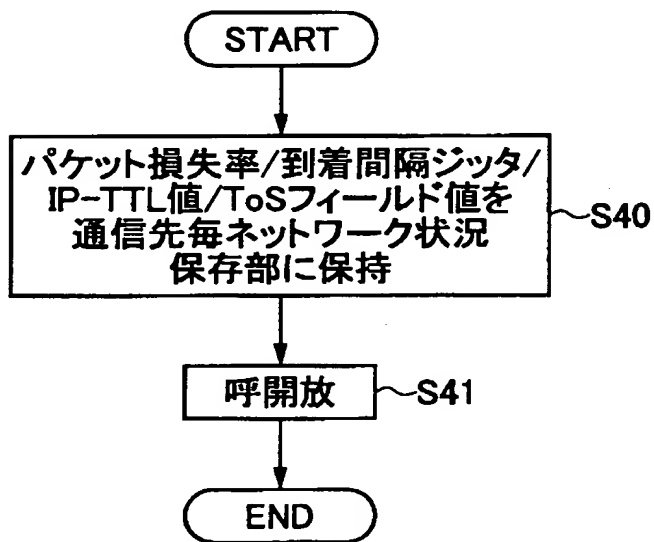 START
パケット損失率/到着間隔ジッタ/
IP-TTL値/ToSフィールド値を
通信先毎ネットワーク状況
保存部に保持
S40
呼開放
S41
END